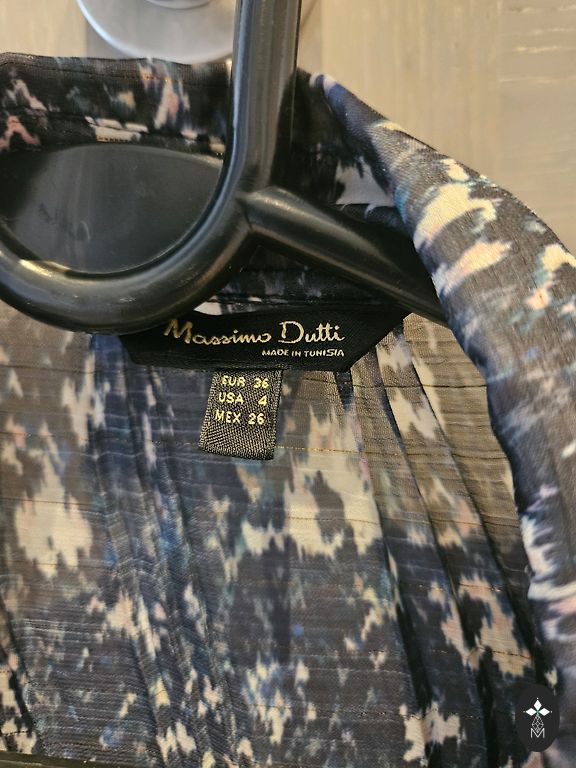 Massimo Dutti
MADE IN TUNISIA
EUR 36
USA 4
MEX 26
M